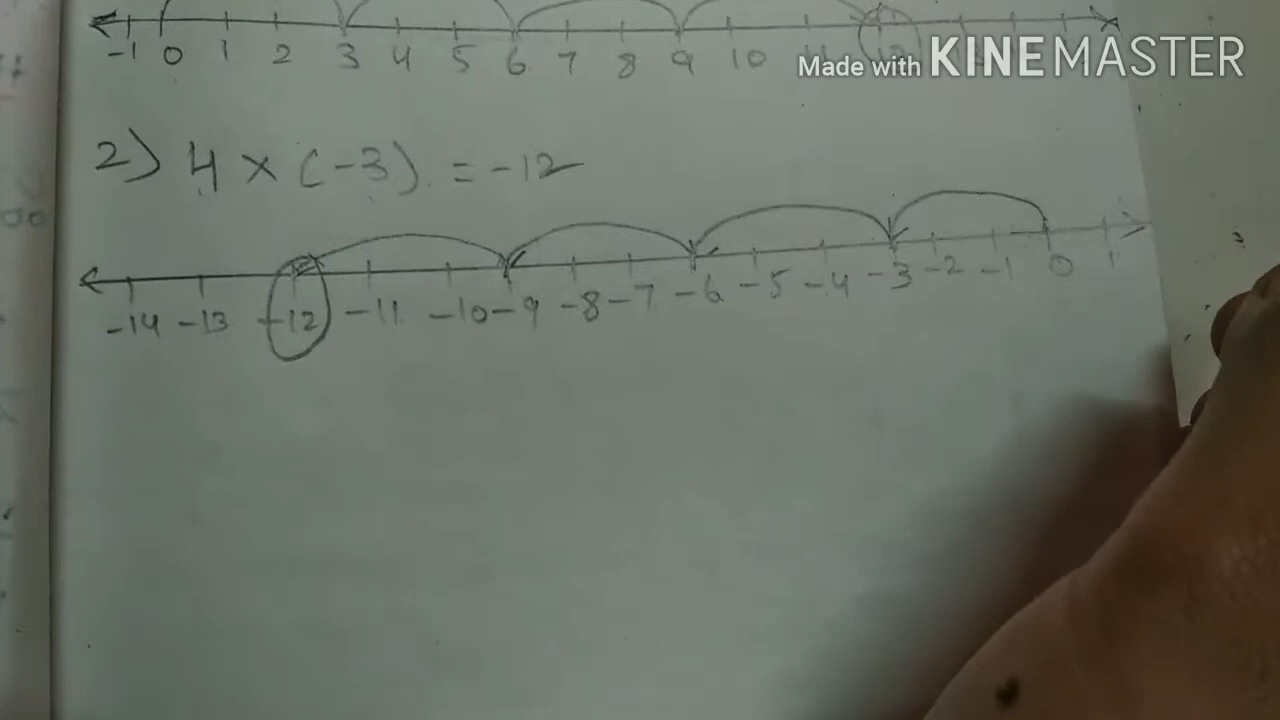 -1 0 1 2 3 4 5 6 7 8 9 10
Made with KINEMASTER
2) 4 × (-3) = -12
-14 -13 -12 -11 -10 -9 -8 -7 -6 -5 -4 -3 -2 -1 0 1